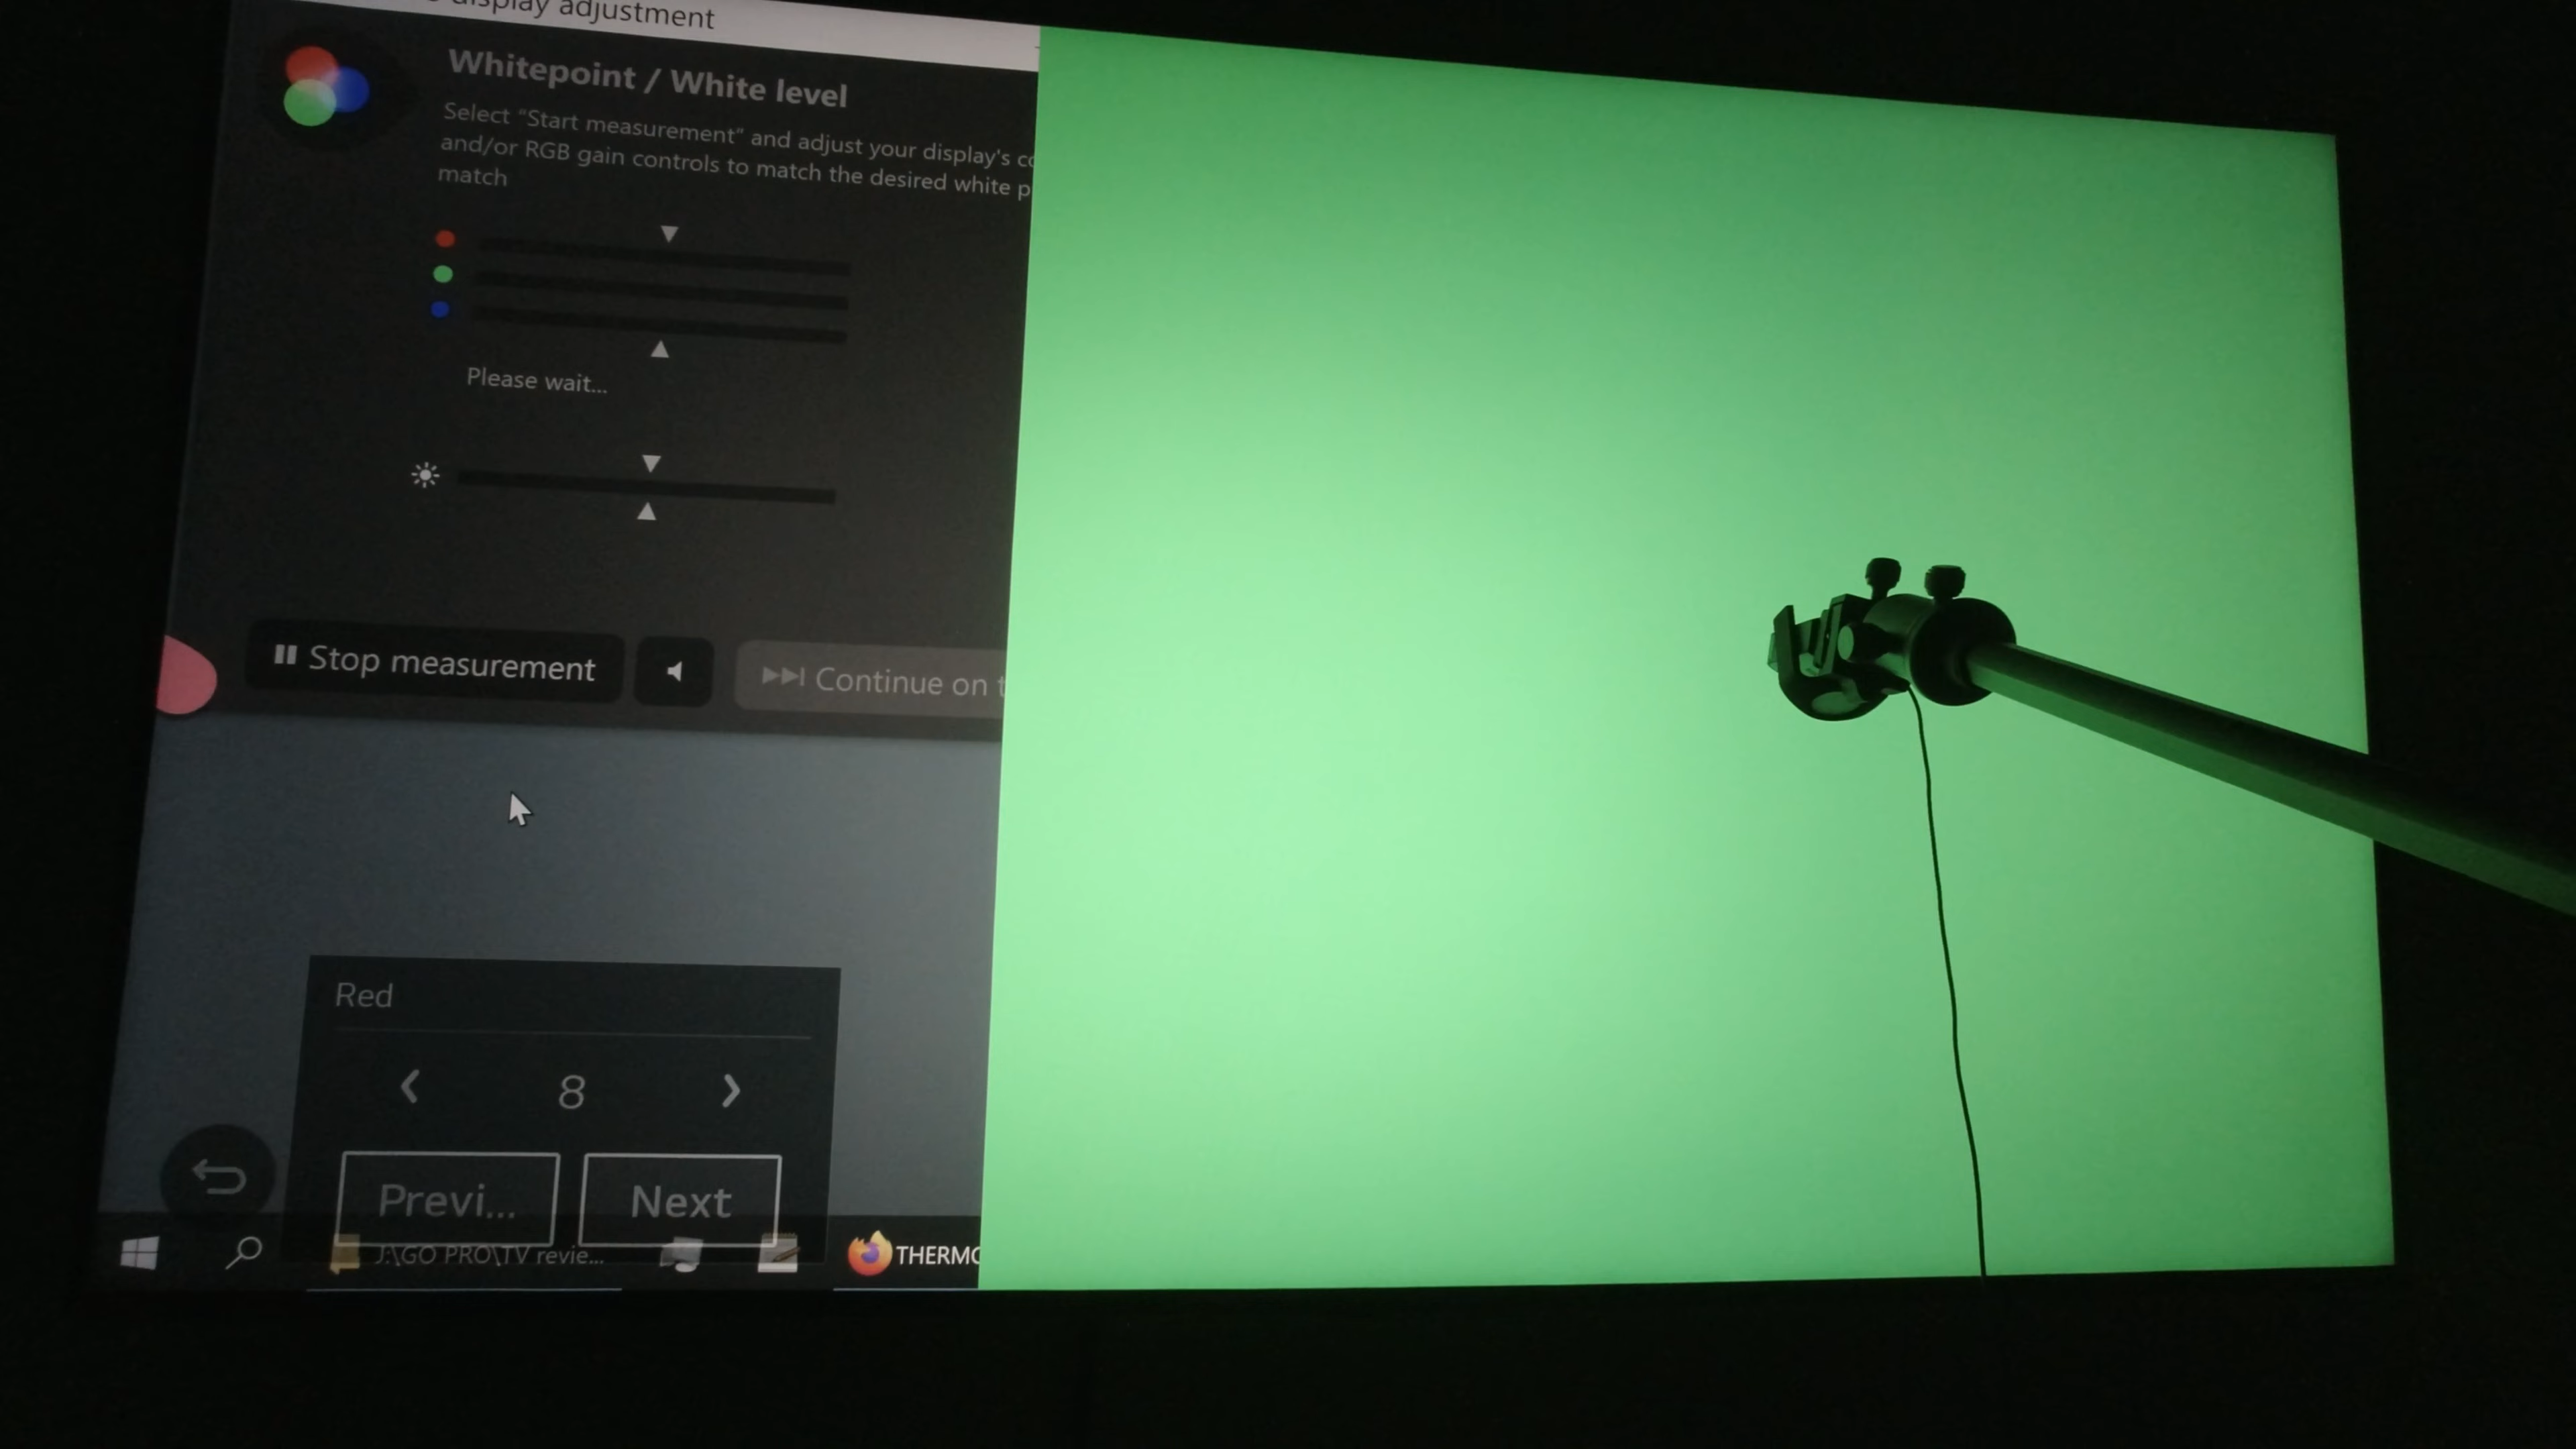 display adjustment
Whitepoint / White level
Select "Start measurement" and adjust your display's
and/or RGB gain controls to match the desired white
match
Please wait...
Stop measurement
Continue on
Red
8
Previ...
Next
J:\GO PRO\TV revie...
THERMO